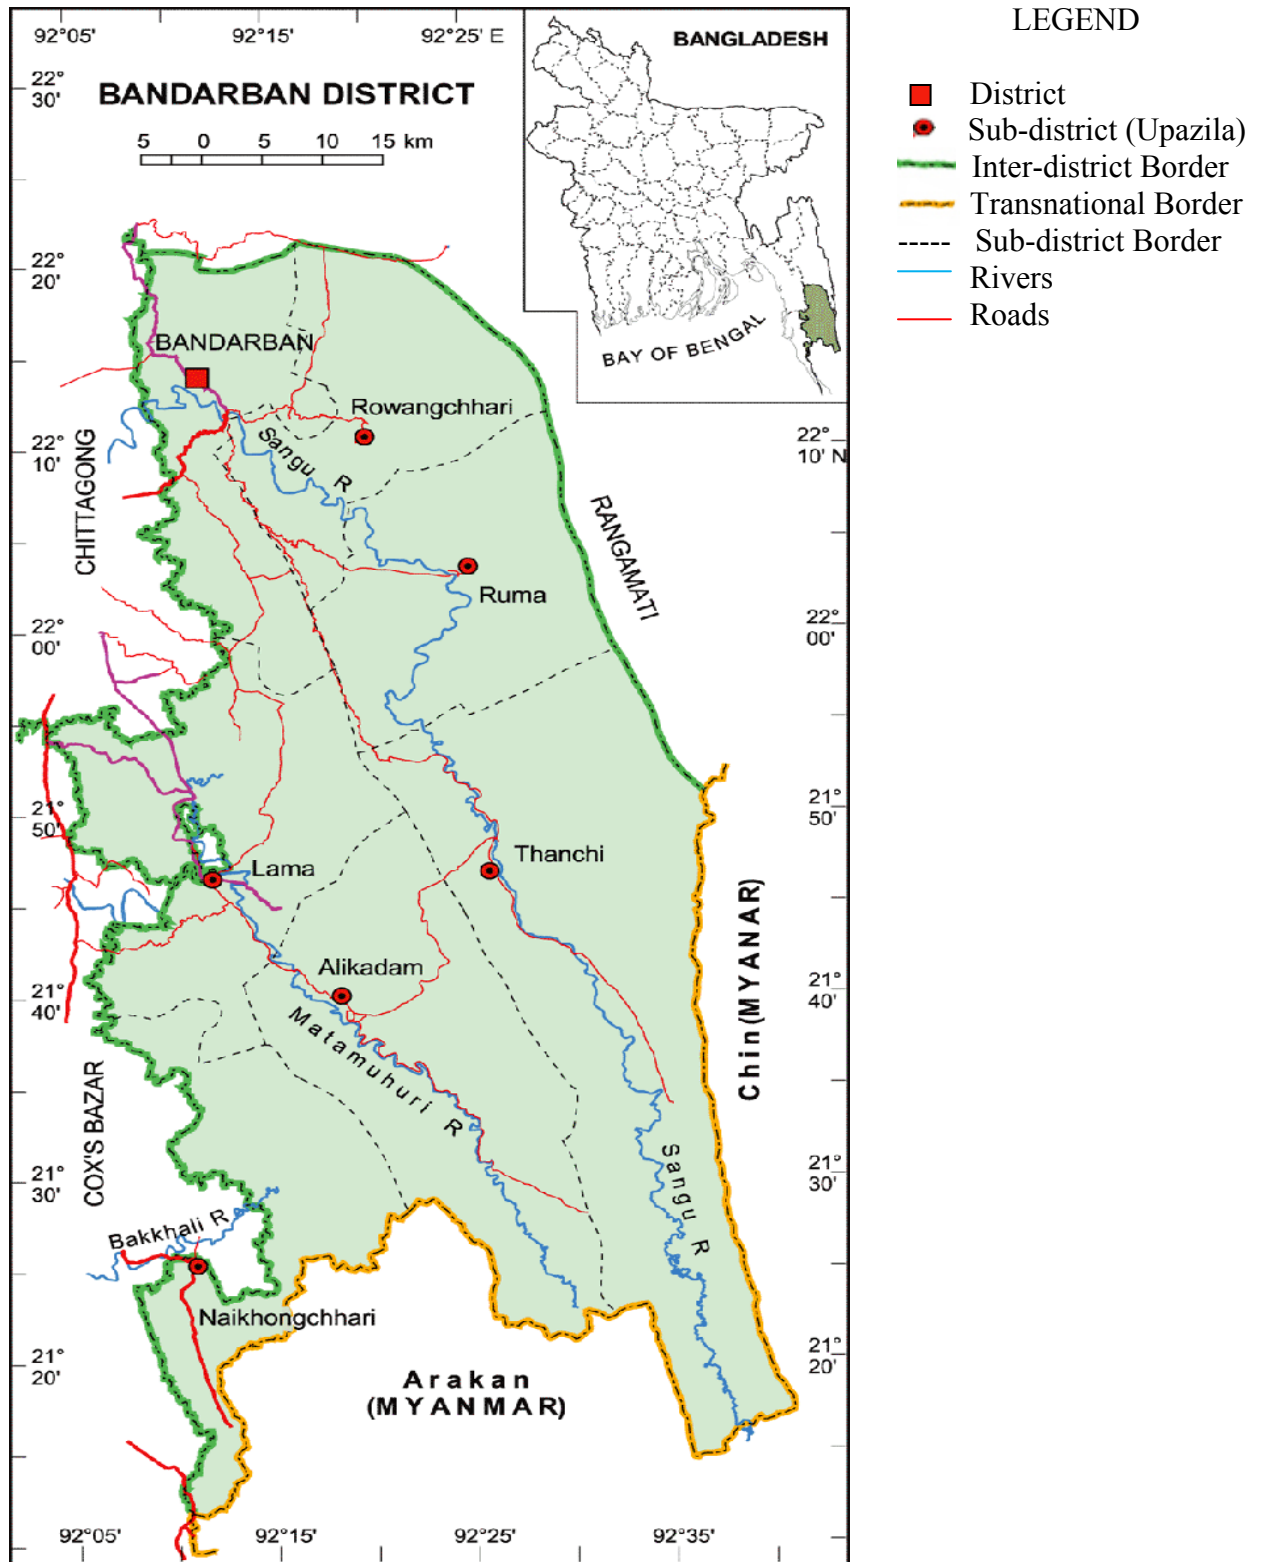 92°05'
92°15'
92°25' E
LEGEND
BANGLADESH
22°
30'
BANDARBAN DISTRICT
District
Sub-district (Upazila)
5 0 5 10 15 km
Inter-district Border
Transnational Border
Sub-district Border
22°
20'
Rivers
Roads
BAY OF BENGAL
BANDARBAN
Rowangchhari
22°
10'
22°
10' N
Sangu R
CHITTAGONG
RANGAMATI
Ruma
22°
00'
22°
00'
21°
50'
21°
50'
Thanchi
Lama
Chin(MYANAR)
Alikadam
21°
40'
21°
40'
Matamuhuri R
COX'S BAZAR
21°
30'
21°
30'
Sangu R
Bakkhali R
Naikhongchhari
21°
20'
21°
20'
Arakan
(MYANMAR)
92°05'
92°15'
92°25'
92°35'